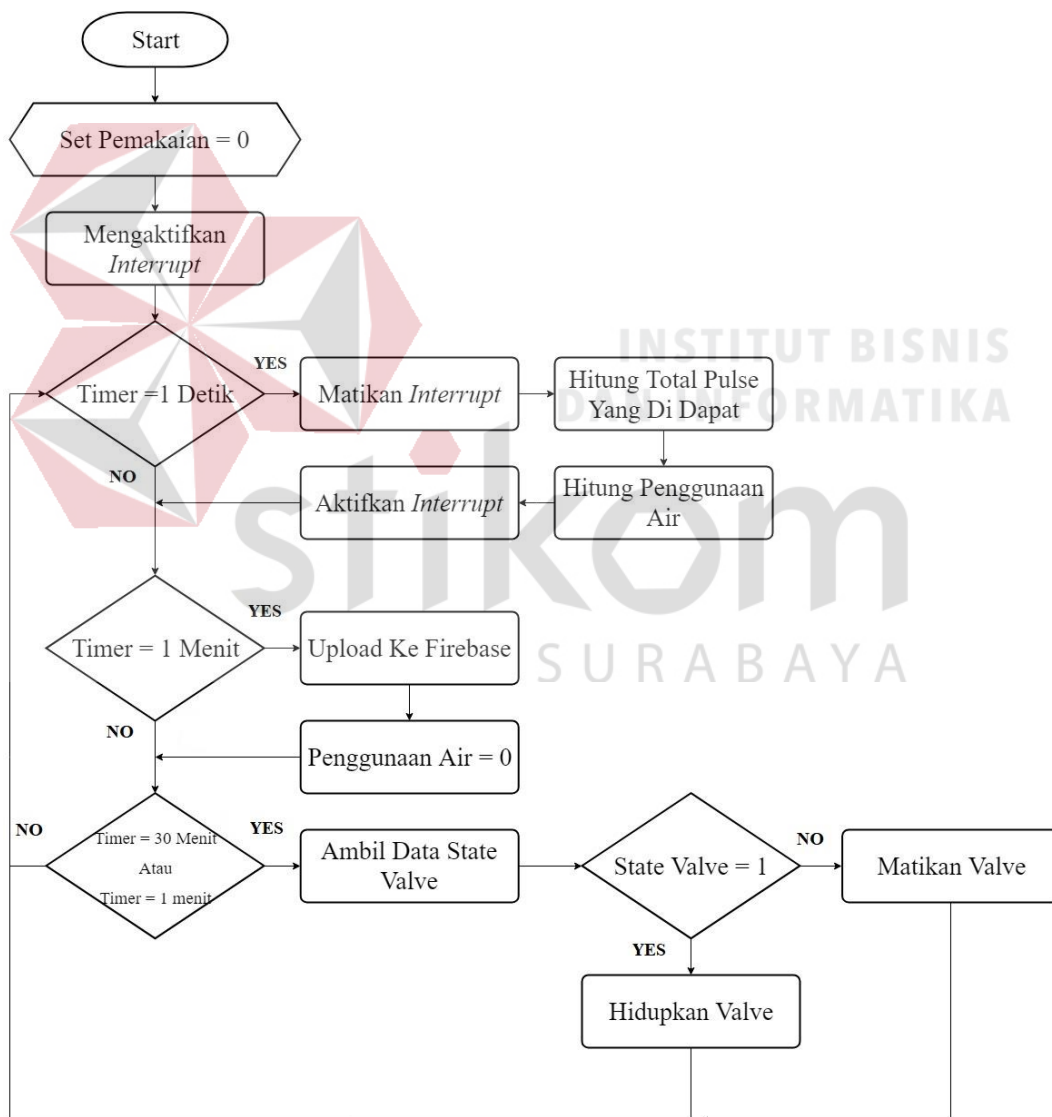 Start
Set Pemakaian = 0
Mengaktifkan
Interrupt
Timer =1 Detik
YES
Matikan Interrupt
Hitung Total Pulse
Yang Di Dapat
NO
Aktifkan Interrupt
Hitung Penggunaan
Air
Timer = 1 Menit
YES
Upload Ke Firebase
NO
Penggunaan Air = 0
NO
Timer = 30 Menit
Atau
Timer = 1 menit
YES
Ambil Data State
Valve
State Valve = 1
NO
Matikan Valve
YES
Hidupkan Valve
INSTITUT BISNIS
DAN INFORMATIKA
stikom
SURABAYA